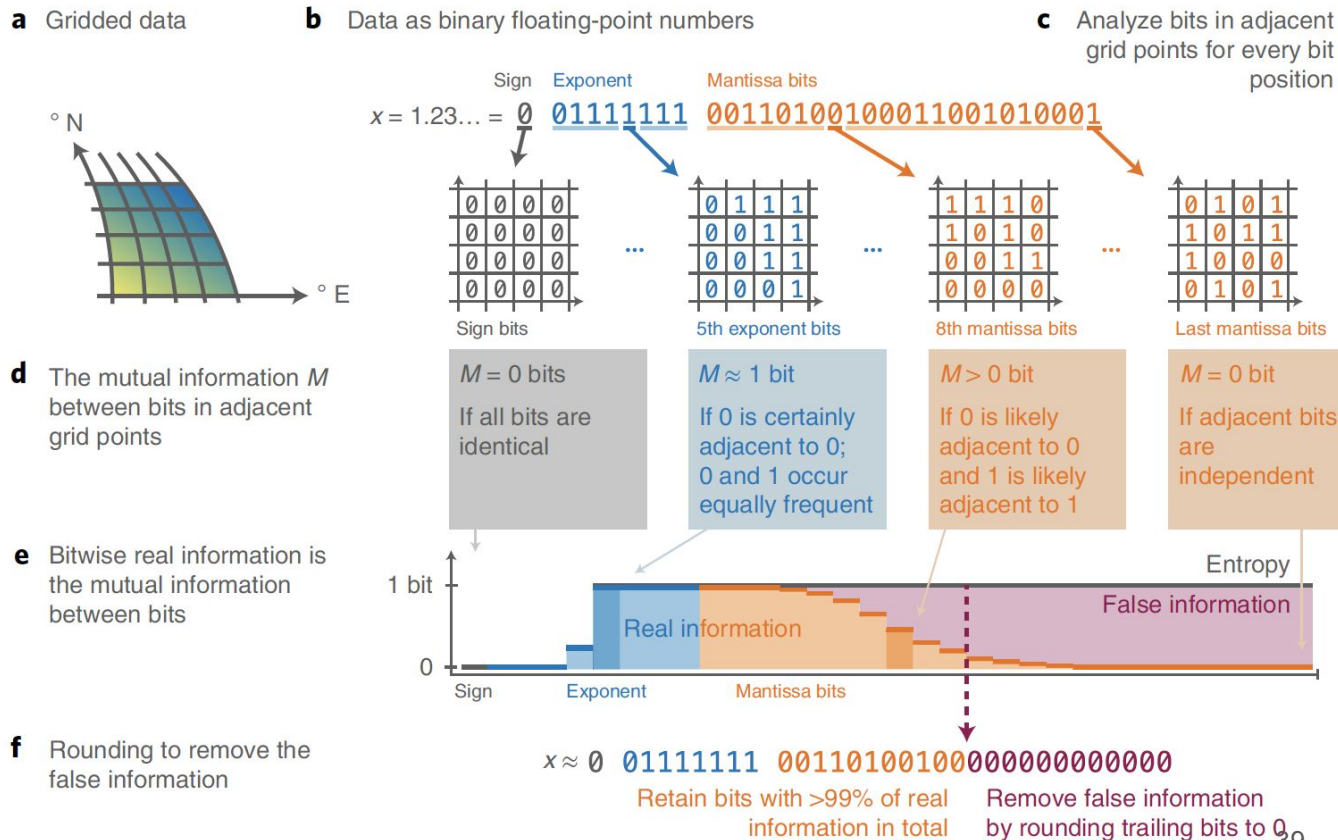 a Gridded data
b Data as binary floating-point numbers
c Analyze bits in adjacent
grid points for every bit
position
Sign Exponent Mantissa bits
x = 1.23… = 0 01111111 00110100100011001010001
° N
° E
0 0 0 0
0 0 0 0
0 0 0 0
0 0 0 0
Sign bits
...
0 1 1 1
0 0 1 1
0 0 1 1
0 0 0 1
5th exponent bits
...
1 1 1 0
1 0 1 0
0 0 1 1
0 0 0 0
8th mantissa bits
...
0 1 0 1
1 0 1 1
1 0 0 0
0 1 0 1
Last mantissa bits
d The mutual information M
between bits in adjacent
grid points
M = 0 bits
If all bits are
identical
M ≈ 1 bit
If 0 is certainly
adjacent to 0;
0 and 1 occur
equally frequent
M > 0 bit
If 0 is likely
adjacent to 0
and 1 is likely
adjacent to 1
M = 0 bit
If adjacent bits
are
independent
e Bitwise real information is
the mutual information
between bits
1 bit
0
Entropy
False information
Real information
Sign Exponent Mantissa bits
f Rounding to remove the
false information
x ≈ 0 01111111 00110100100000000000000
Retain bits with >99% of real
information in total
Remove false information
by rounding trailing bits to 0
39